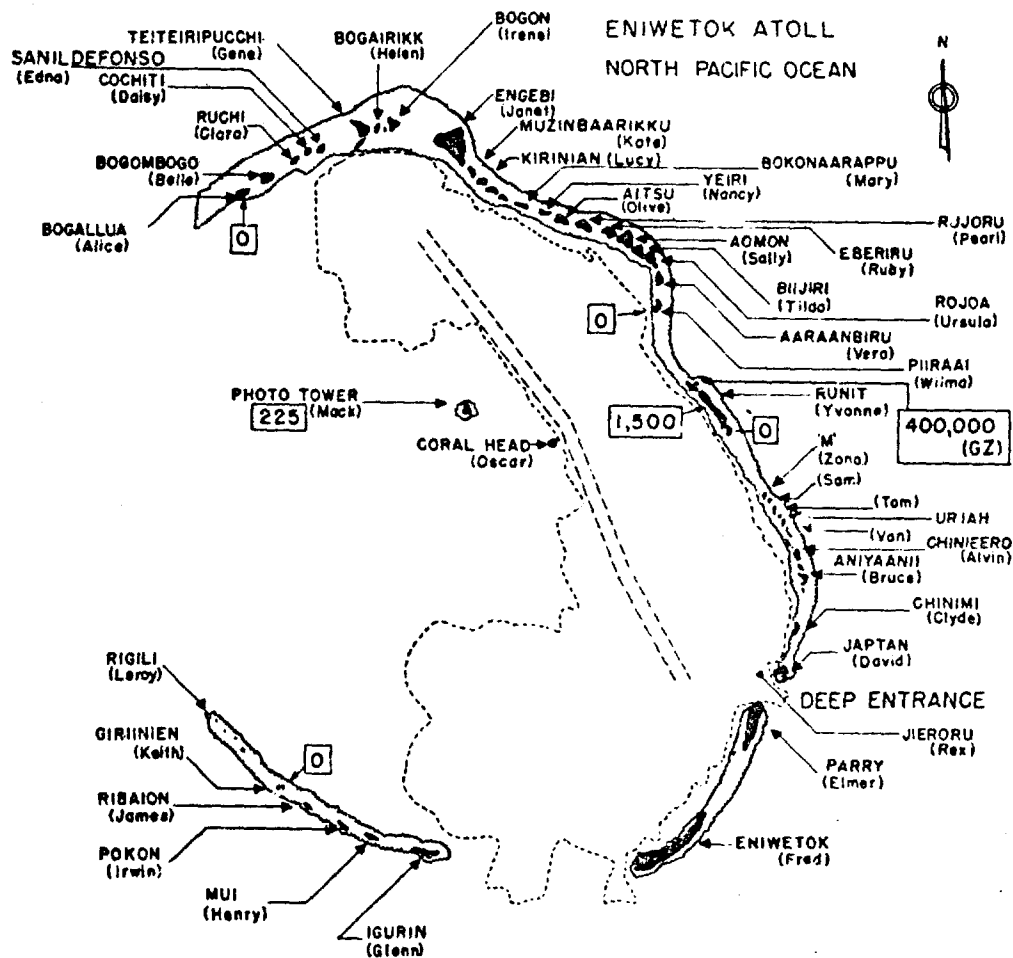 ENIWETOK ATOLL
NORTH PACIFIC OCEAN
N
BOGON
(Irene)
TEITEIRIPUCCHI
(Gene)
BOGAIRIKK
(Helen)
SANILDEFONSO
(Edna)
COCHITI
(Daisy)
RUCHI
(Clara)
BOGOMBOGO
(Belle)
BOGALLUA
(Alice)
0
ENGEBI
(Janet)
MUZINBAARIKKU
(Kate)
KIRINIAN (Lucy)
BOKONAARAPPU
(Mary)
YEIRI
(Nancy)
AITSU
(Olive)
RUJORU
(Pearl)
EBERIRU
(Ruby)
AOMON
(Sally)
BIIJIRI
(Tilda)
ROJOA
(Ursula)
AARAANBIRU
(Vera)
PIIRAAI
(Wilma)
0
RUNIT
(Yvonne)
1,500
0
400,000
(GZ)
PHOTO TOWER
(Mack)
225
CORAL HEAD
(Oscar)
'M'
(Zona)
(Sam)
(Tom)
URIAH
(Van)
CHINIEERO
(Alvin)
ANIYAANII
(Bruce)
CHINIMI
(Clyde)
JAPTAN
(David)
DEEP ENTRANCE
JIERORU
(Rex)
PARRY
(Elmer)
ENIWETOK
(Fred)
RIGILI
(Leroy)
GIRIINIEN
(Keith)
0
RIBAION
(James)
POKON
(Irwin)
MUI
(Henry)
IGURIN
(Glenn)